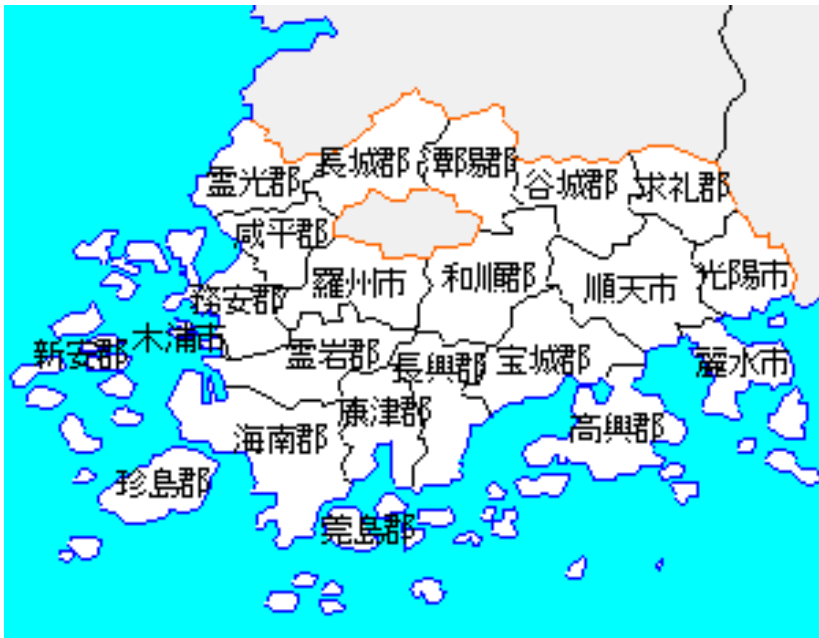 長城郡
霊光郡
谷城郡
求礼郡
咸平郡
羅州市
和順郡
順天市
光陽市
務安郡
木浦市
新安郡
霊岩郡
長興郡
宝城郡
麗水市
康津郡
海南郡
高興郡
珍島郡
莞島郡